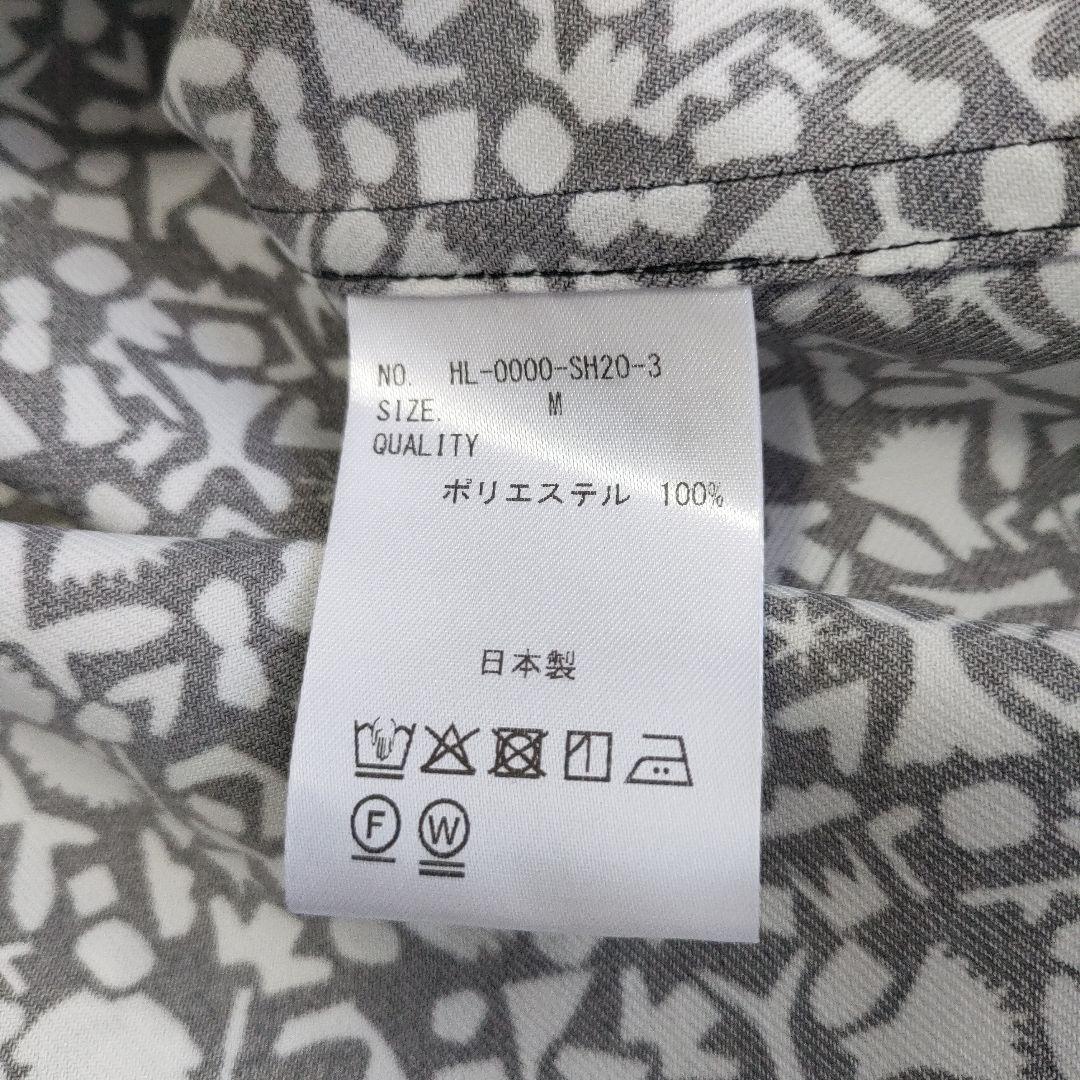 NO. HL-0000-SH20-3
SIZE. M
QUALITY
ポリエステル 100%
日本製
F W